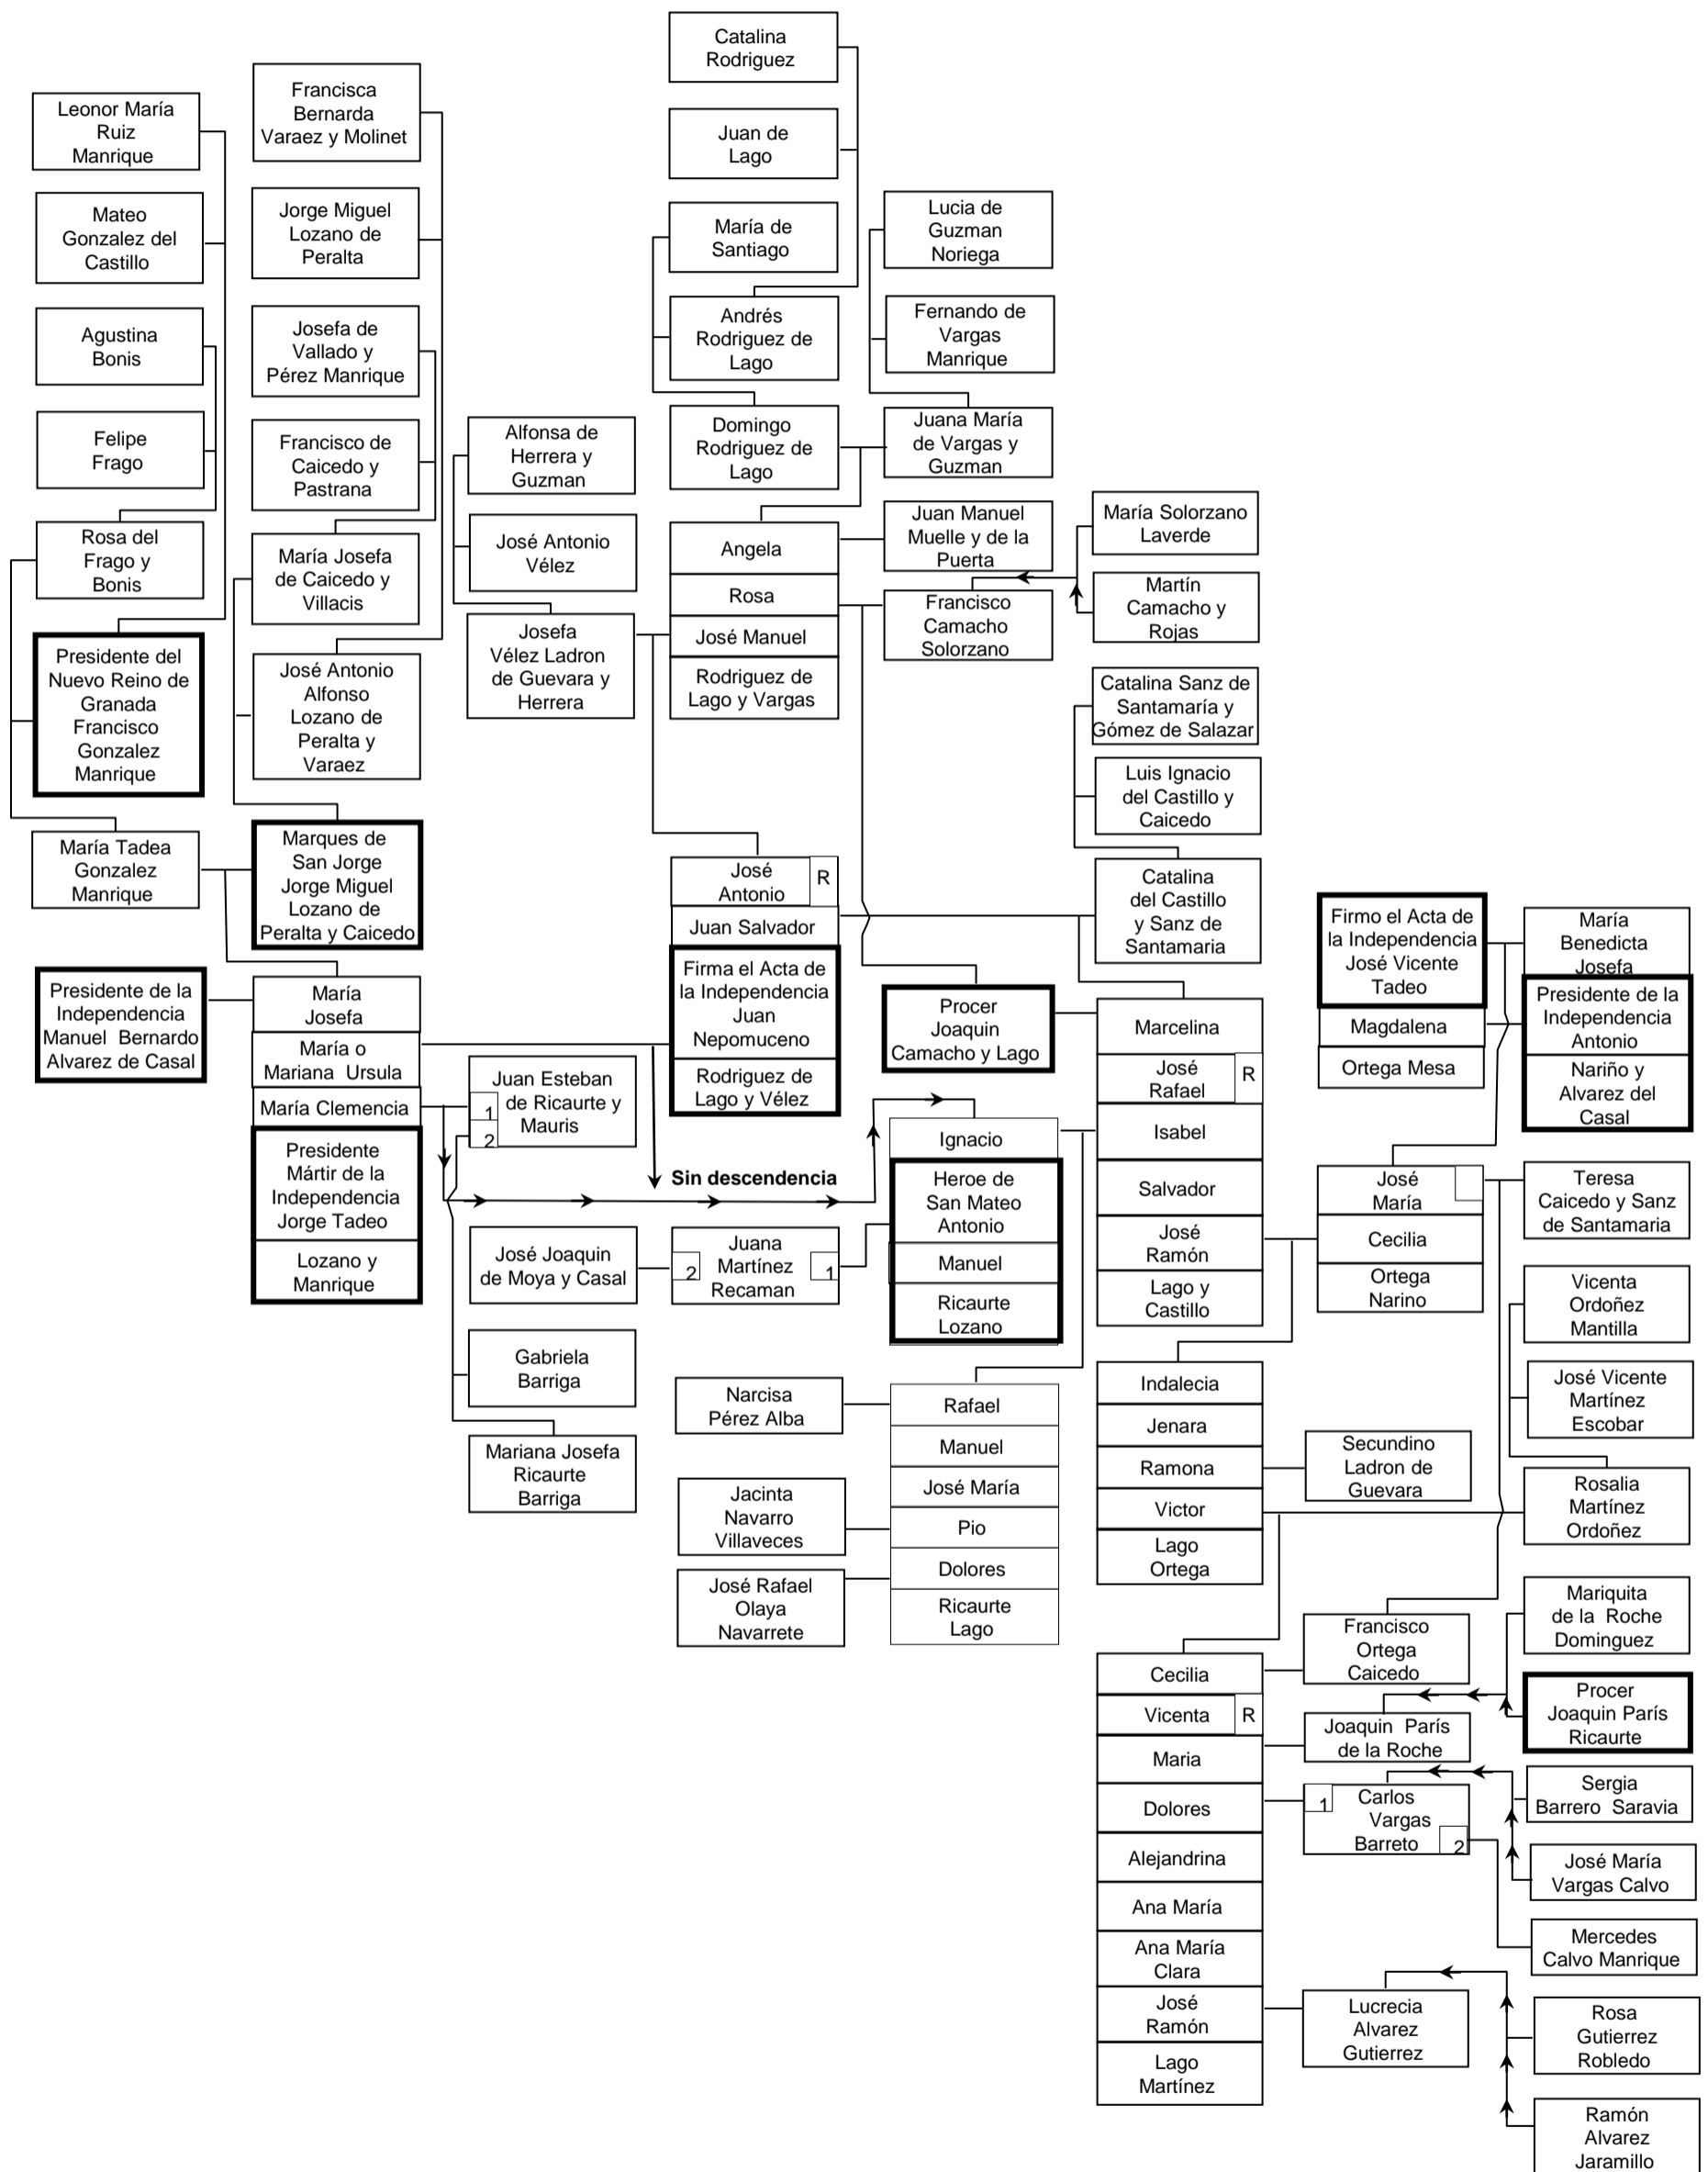 Leonor María
Ruiz
Manrique
Mateo
Gonzalez del
Castillo
Agustina
Bonis
Felipe
Frago
Rosa del
Frago y
Bonis
Presidente del
Nuevo Reino de
Granada
Francisco
Gonzalez
Manrique
María Tadea
Gonzalez
Manrique
Presidente de la
Independencia
Manuel Bernardo
Alvarez de Casal
Francisca
Bernarda
Varaez y Molinet
Jorge Miguel
Lozano de
Peralta
Josefa de
Vallado y
Pérez Manrique
Francisco de
Caicedo y
Pastrana
María Josefa
de Caicedo y
Villacis
José Antonio
Alfonso
Lozano de
Peralta y
Varaez
Marques de
San Jorge
Jorge Miguel
Lozano de
Peralta y Caicedo
María
Josefa
María o
Mariana Ursula
María Clemencia
Presidente
Mártir de la
Independencia
Jorge Tadeo
Lozano y
Manrique
Alfonsa de
Herrera y
Guzman
José Antonio
Vélez
Josefa
Vélez Ladron
de Guevara y
Herrera
Juan Esteban
de Ricaurte y
Mauris
1
2
José Joaquin
de Moya y Casal
Gabriela
Barriga
Mariana Josefa
Ricaurte
Barriga
Catalina
Rodriguez
Juan de
Lago
María de
Santiago
Andrés
Rodriguez de
Lago
Domingo
Rodriguez de
Lago
Angela
Rosa
José Manuel
Rodriguez de
Lago y Vargas
José
Antonio
R
Juan Salvador
Firma el Acta de
la Independencia
Juan
Nepomuceno
Rodriguez de
Lago y Vélez
Sin descendencia
Juana
Martínez
Recaman
2
1
Narcisa
Pérez Alba
Jacinta
Navarro
Villaveces
José Rafael
Olaya
Navarrete
Lucia de
Guzman
Noriega
Fernando de
Vargas
Manrique
Juana María
de Vargas y
Guzman
Juan Manuel
Muelle y de la
Puerta
Francisco
Camacho
Solorzano
Procer
Joaquin
Camacho y Lago
Ignacio
Heroe de
San Mateo
Antonio
Manuel
Ricaurte
Lozano
Rafael
Manuel
José María
Pio
Dolores
Ricaurte
Lago
María Solorzano
Laverde
Martín
Camacho y
Rojas
Catalina Sanz de
Santamaría y
Gómez de Salazar
Luis Ignacio
del Castillo y
Caicedo
Catalina
del Castillo
y Sanz de
Santamaria
Marcelina
José
Rafael
R
Isabel
Salvador
José
Ramón
Lago y
Castillo
Indalecia
Jenara
Ramona
Victor
Lago
Ortega
Cecilia
Vicenta
R
Maria
Dolores
Alejandrina
Ana María
Ana María
Clara
José
Ramón
Lago
Martínez
Firmo el Acta de
la Independencia
José Vicente
Tadeo
Magdalena
Ortega Mesa
José
María
Cecilia
Ortega
Narino
Secundino
Ladron de
Guevara
Francisco
Ortega
Caicedo
Joaquin París
de la Roche
Carlos
Vargas
Barreto
1
2
Lucrecia
Alvarez
Gutierrez
María
Benedicta
Josefa
Presidente de la
Independencia
Antonio
Nariño y
Alvarez del
Casal
Teresa
Caicedo y Sanz
de Santamaria
Vicenta
Ordoñez
Mantilla
José Vicente
Martínez
Escobar
Rosalia
Martínez
Ordoñez
Mariquita
de la Roche
Dominguez
Procer
Joaquin París
Ricaurte
Sergia
Barrero Saravia
José María
Vargas Calvo
Mercedes
Calvo Manrique
Rosa
Gutierrez
Robledo
Ramón
Alvarez
Jaramillo